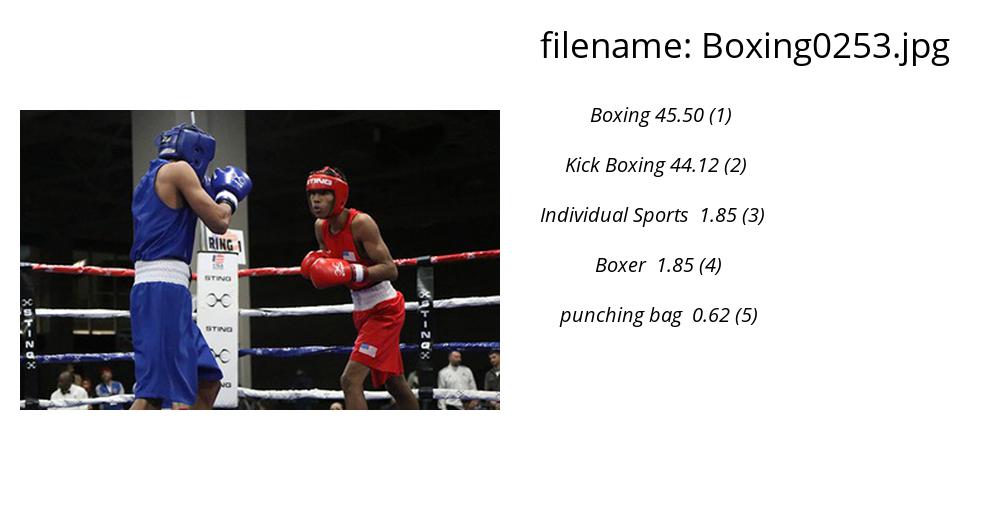 filename: Boxing0253.jpg
Boxing 45.50 (1)
Kick Boxing 44.12 (2)
Individual Sports 1.85 (3)
Boxer 1.85 (4)
punching bag 0.62 (5)
STING
RING 1
USA
STING
STING
STING
STING